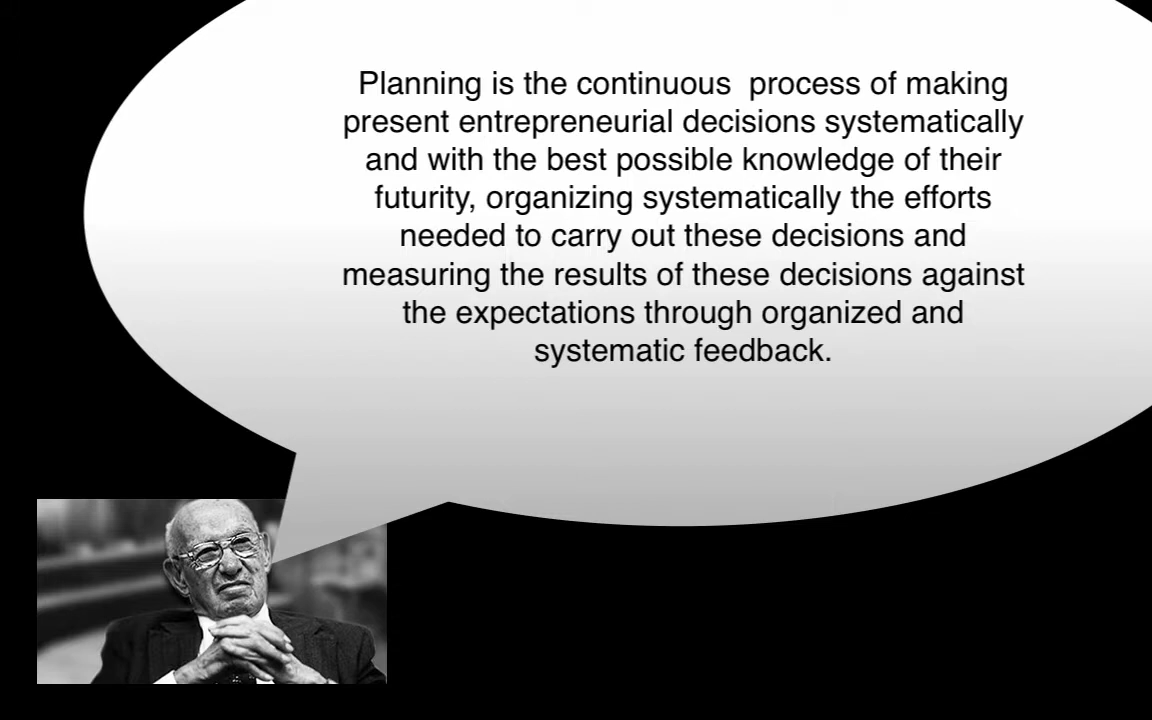 Planning is the continuous  process of making
present entrepreneurial decisions systematically
and with the best possible knowledge of their
futurity, organizing systematically the efforts
needed to carry out these decisions and
measuring the results of these decisions against
the expectations through organized and
systematic feedback.